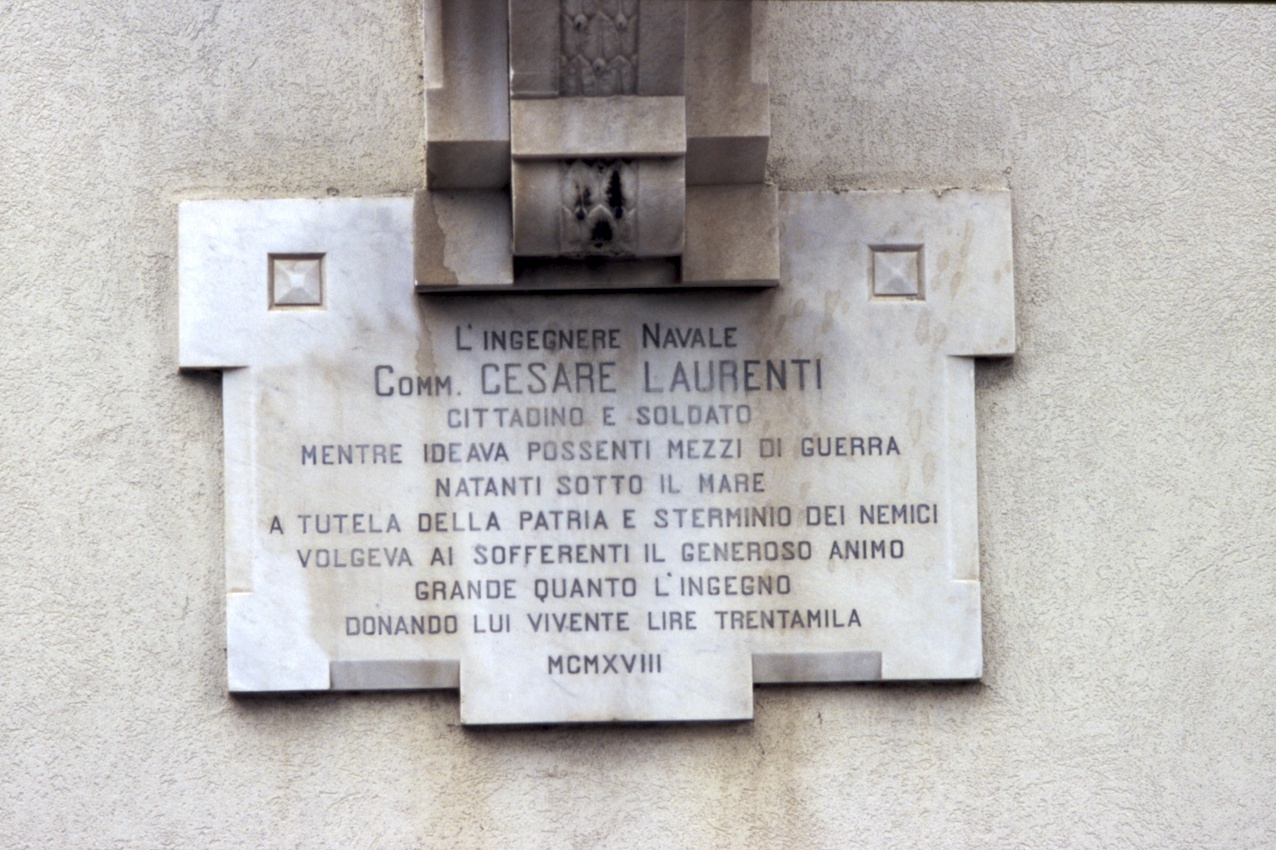 L'INGEGNERE NAVALE
COMM. CESARE LAURENTI
CITTADINO E SOLDATO
MENTRE IDEAVA POSSENTI MEZZI DI GUERRA
NATANTI SOTTO IL MARE
A TUTELA DELLA PATRIA E STERMINIO DEI NEMICI
VOLGEVA AI SOFFERENTI IL GENEROSO ANIMO
GRANDE QUANTO L'INGEGNO
DONANDO LUI VIVENTE LIRE TRENTAMILA
MCMXVIII